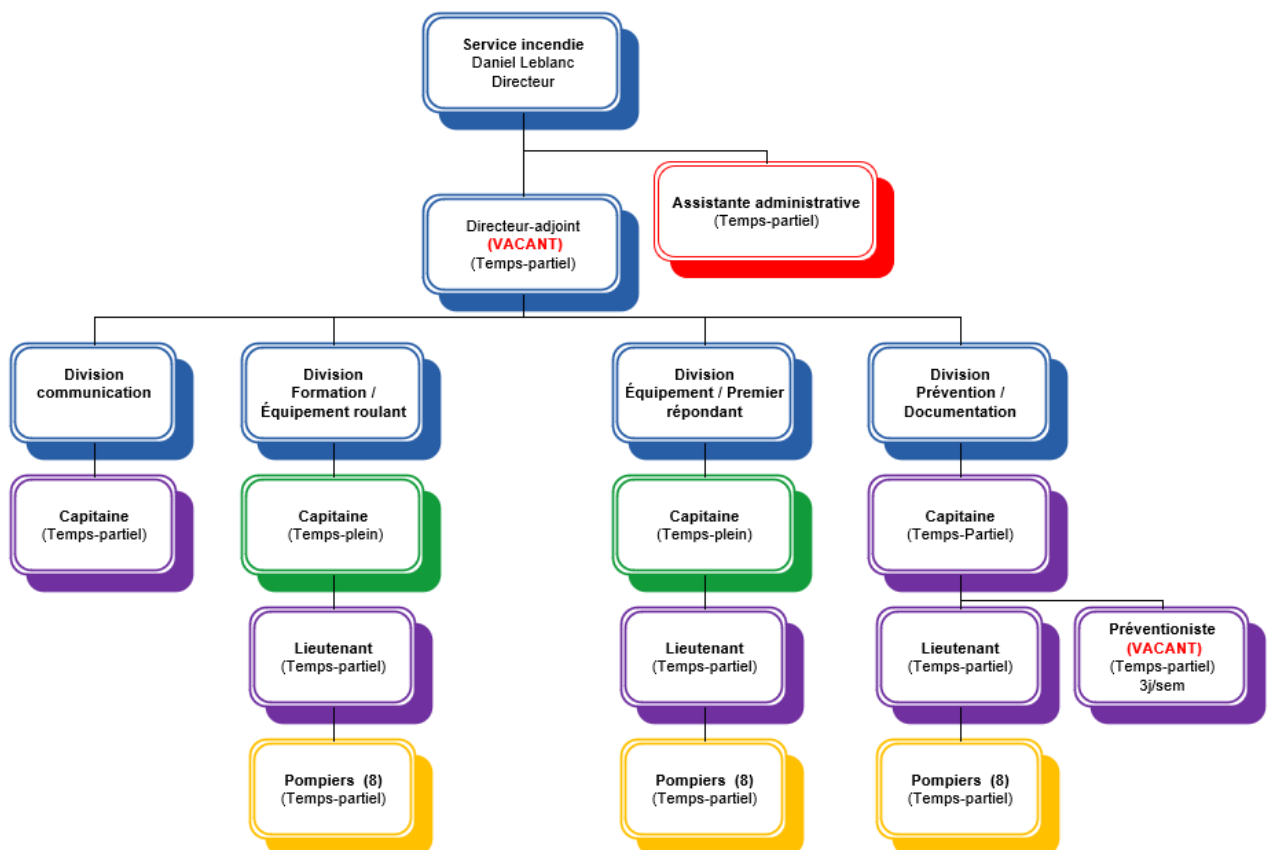 Service incendie
Daniel Leblanc
Directeur
Assistante administrative
(Temps-partiel)
Directeur-adjoint
(VACANT)
(Temps-partiel)
Division
communication
Division
Formation /
Équipement roulant
Division
Équipement / Premier
répondant
Division
Prévention /
Documentation
Capitaine
(Temps-partiel)
Capitaine
(Temps-plein)
Capitaine
(Temps-plein)
Capitaine
(Temps-Partiel)
Lieutenant
(Temps-partiel)
Lieutenant
(Temps-partiel)
Lieutenant
(Temps-partiel)
Préventioniste
(VACANT)
(Temps-partiel)
3j/sem
Pompiers (8)
(Temps-partiel)
Pompiers (8)
(Temps-partiel)
Pompiers (8)
(Temps-partiel)